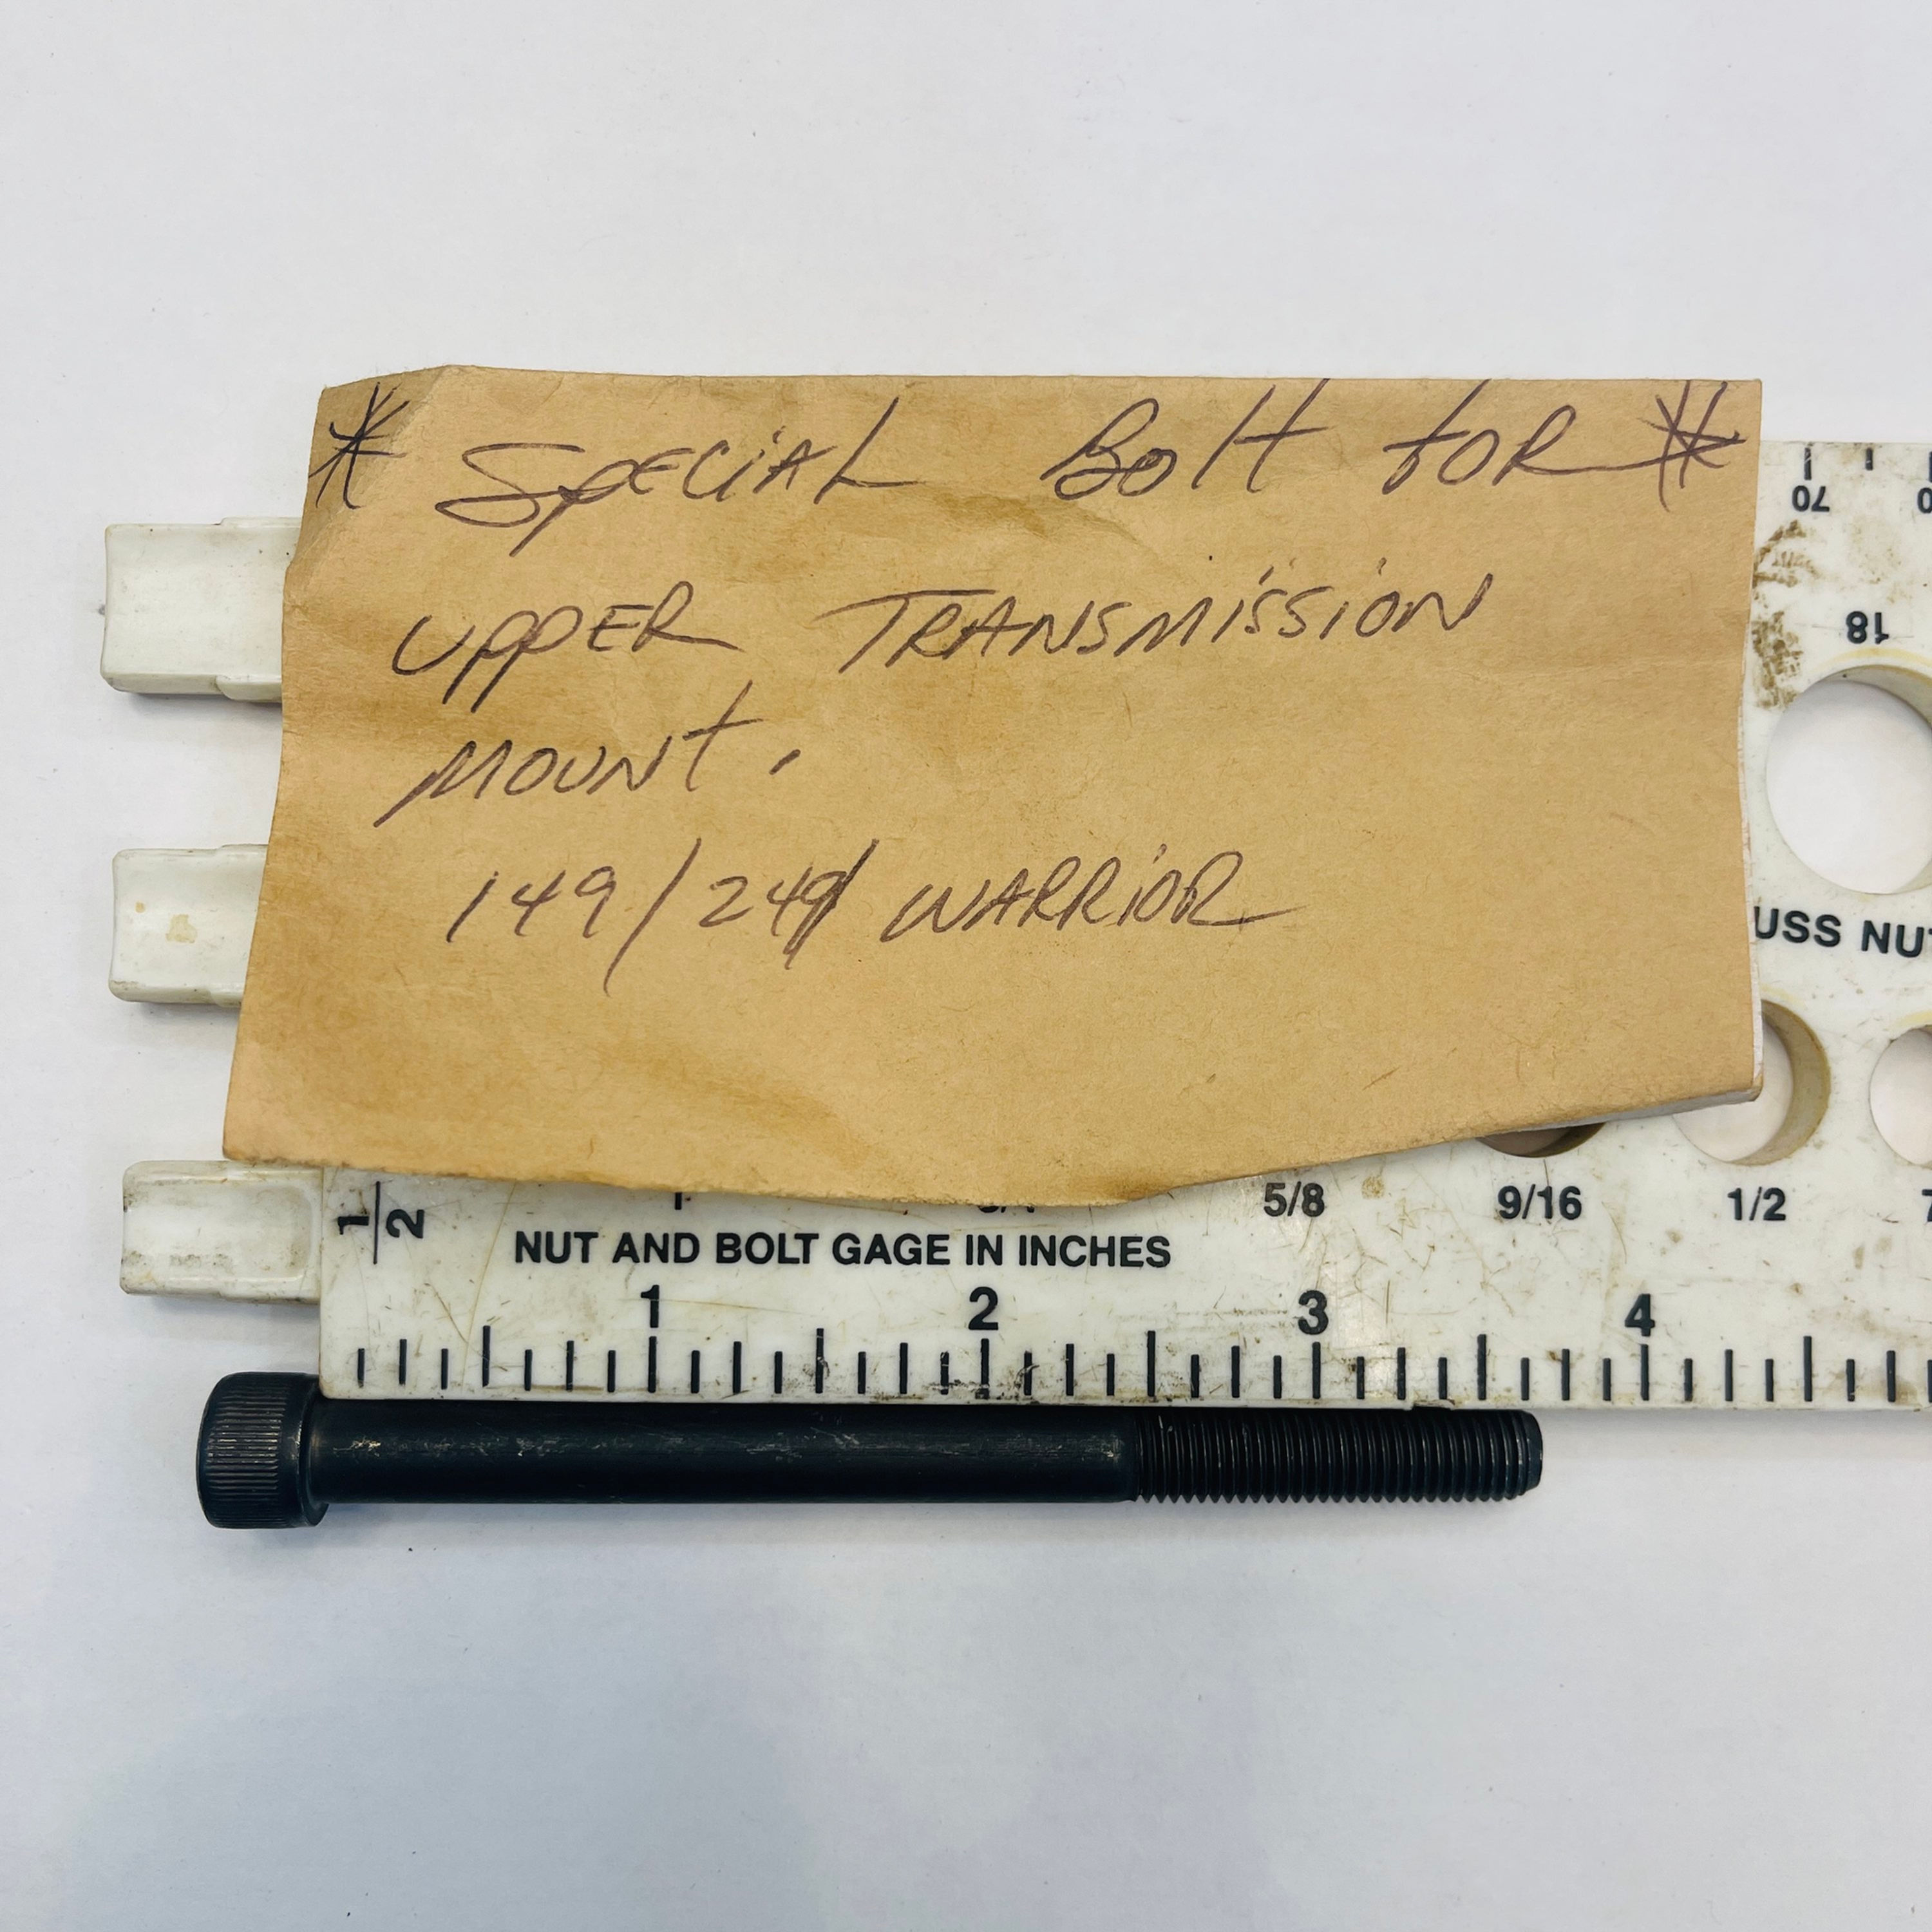 * SPECIAL Bolt for *
UPPER TRANSMISSION
MOUNT.
149/249 WARRIOR
70
18
USS NU
5/8 9/16 1/2
1/2
NUT AND BOLT GAGE IN INCHES
1 2 3 4